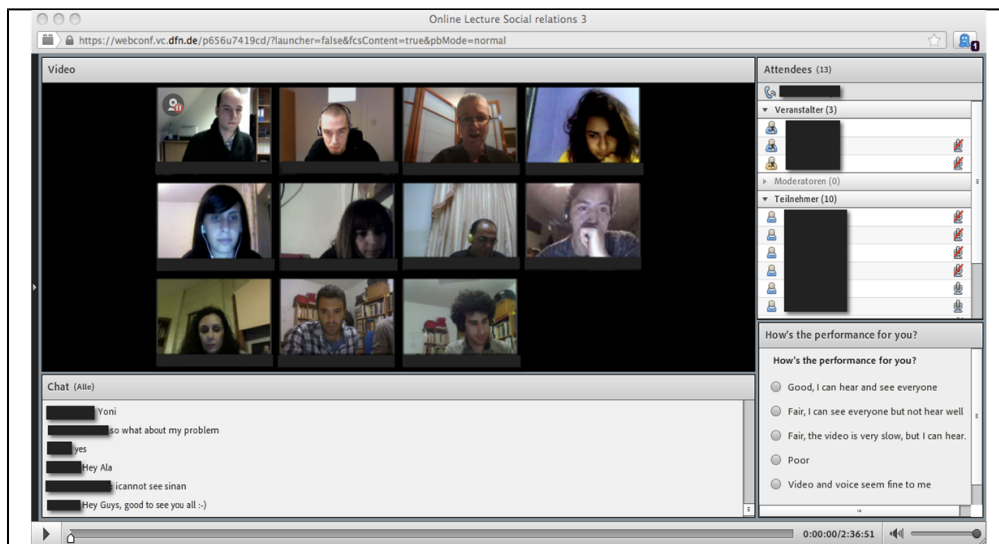 Online Lecture Social relations 3
https://webconf.vc.dfn.de/p656u7419cd/?launcher=false&fcsContent=true&pbMode=normal
1
Video
Attendees (13)
Veranstalter (3)
Moderatoren (0)
Teilnehmer (10)
How's the performance for you?
How's the performance for you?
Good, I can hear and see everyone
Fair, I can see everyone but not hear well
Fair, the video is very slow, but I can hear.
Poor
Video and voice seem fine to me
Chat (Alle)
Yoni
so what about my problem
yes
Hey Ala
icannot see sinan
Hey Guys, good to see you all :-)
0:00:00/2:36:51